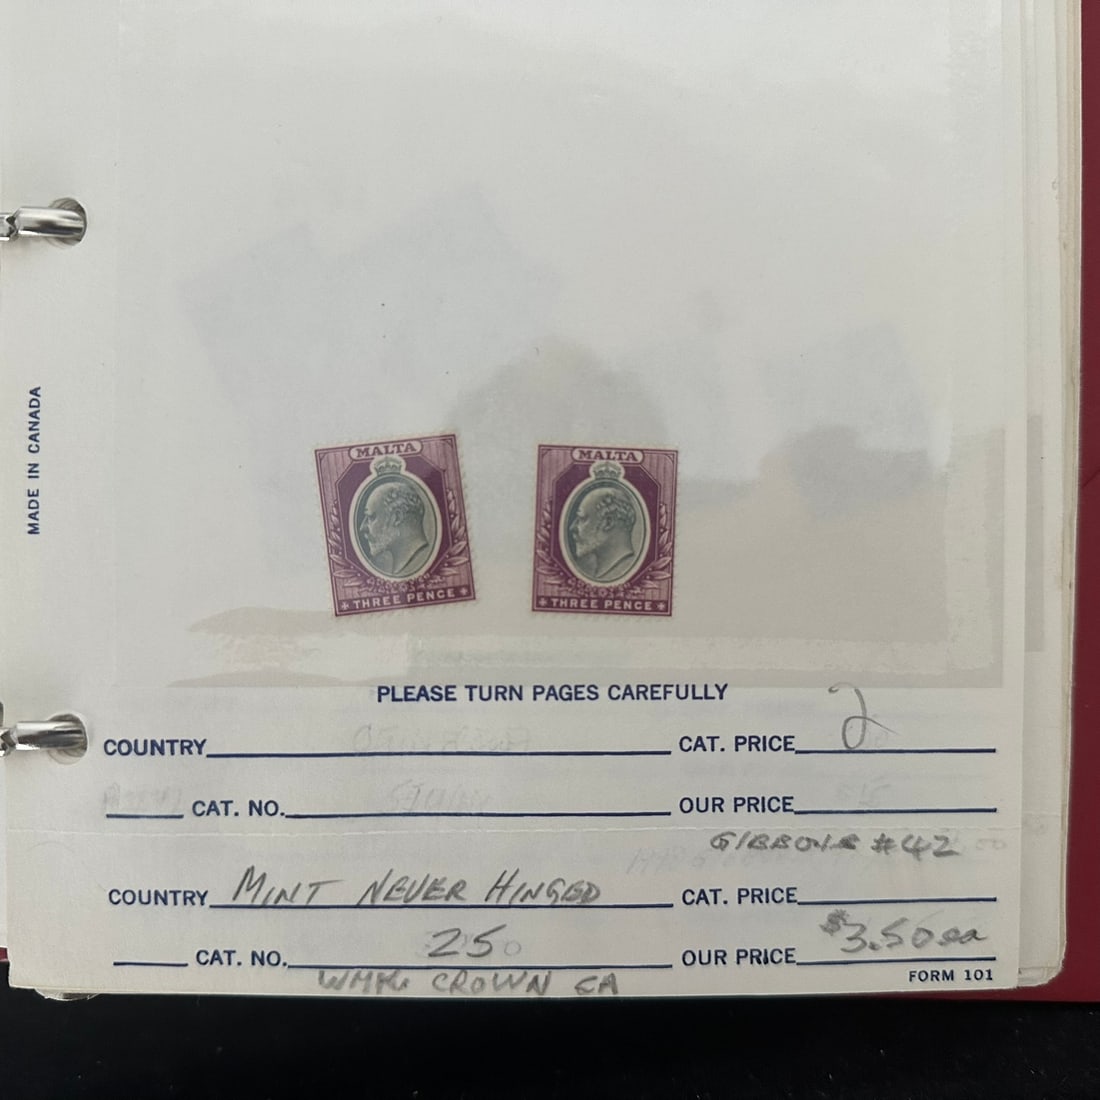 MADE IN CANADA
MALTA
THREE PENCE
MALTA
THREE PENCE
PLEASE TURN PAGES CAREFULLY
COUNTRY CAT. PRICE 2
CAT. NO. OUR PRICE
GIBBONS #42
COUNTRY MINT NEVER HINGED CAT. PRICE
CAT. NO. 25 OUR PRICE $3.50 ea
WMK. CROWN CA
FORM 101